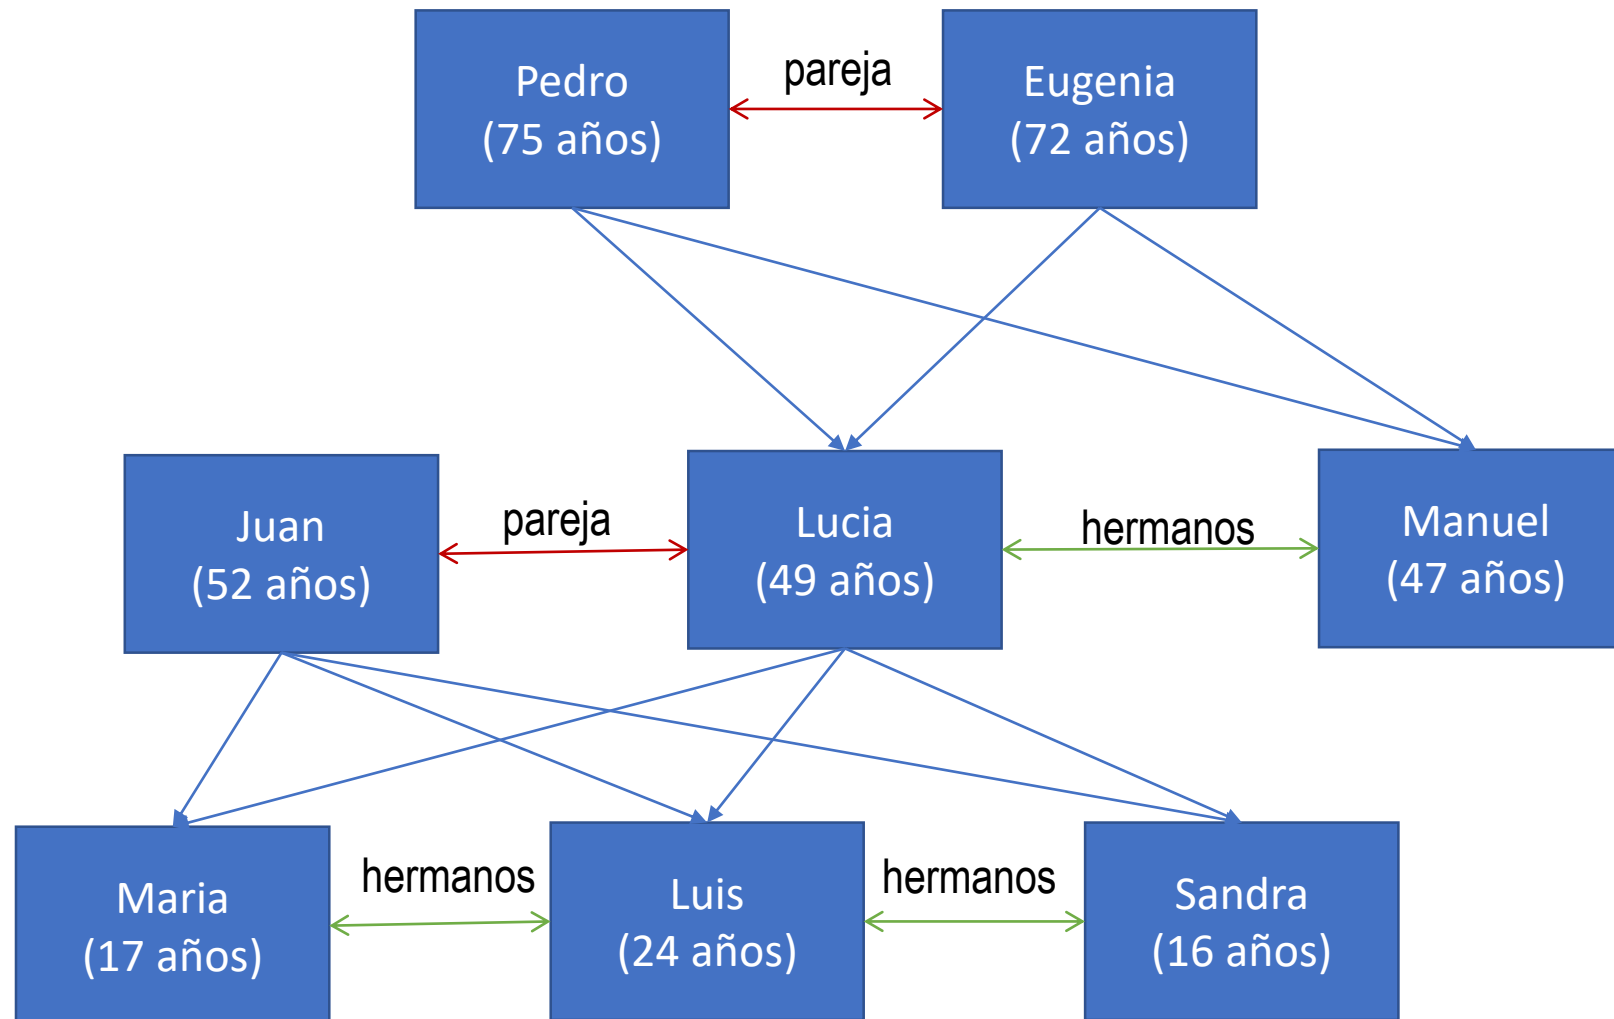 Pedro
(75 años)
pareja
Eugenia
(72 años)
Juan
(52 años)
pareja
Lucia
(49 años)
hermanos
Manuel
(47 años)
Maria
(17 años)
hermanos
Luis
(24 años)
hermanos
Sandra
(16 años)